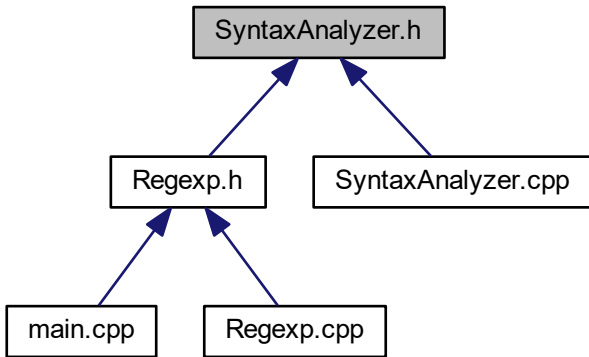 SyntaxAnalyzer.h
Regexp.h
SyntaxAnalyzer.cpp
main.cpp
Regexp.cpp